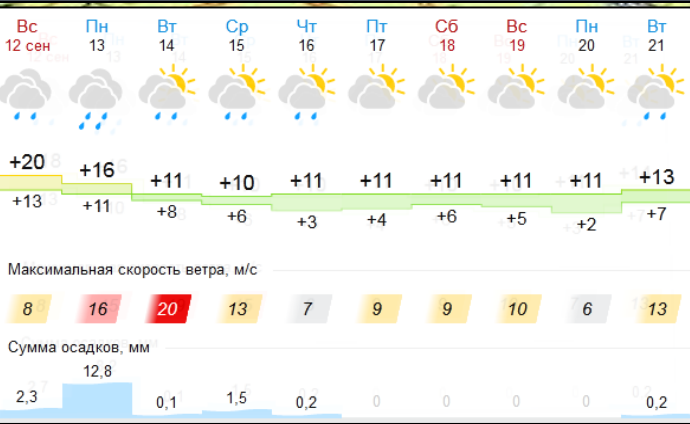 Вс Пн Вт Ср Чт Пт Сб Вс Пн Вт
12 сен 13 14 15 16 17 18 19 20 21
+20 +16 +11 +10 +11 +11 +11 +11 +11 +13
+13 +11 +8 +6 +3 +4 +6 +5 +2 +7
Максимальная скорость ветра, м/с
8 16 20 13 7 9 9 10 6 13
Сумма осадков, мм
2,3 12,8 0,1 1,5 0,2 0 0 0 0 0,2